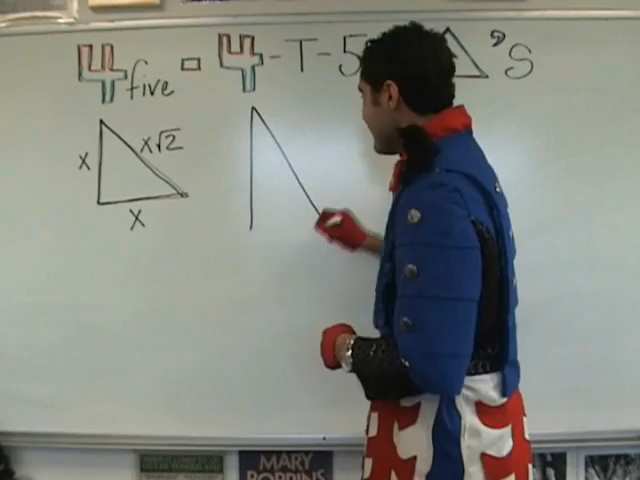 4five-4-T-5 △'s
x x√2
x
MARY
POPPINS